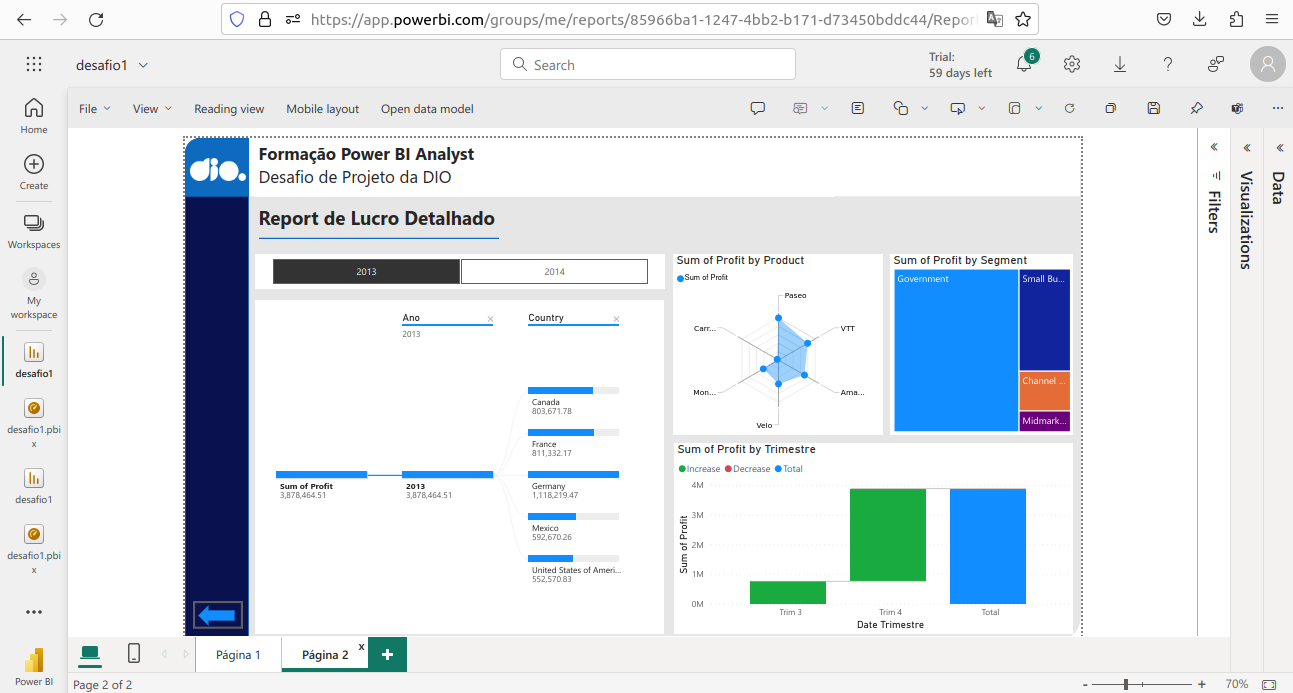 https://app.powerbi.com/groups/me/reports/85966ba1-1247-4bb2-b171-d73450bddc44/Repor
desafio1
Search
Trial:
59 days left
6
File
View
Reading view
Mobile layout
Open data model
Home
Create
Workspaces
My
workspace
desafio1
desafio1.pbi
x
desafio1
desafio1.pbi
x
Power BI
dio.
Formação Power BI Analyst
Desafio de Projeto da DIO
Report de Lucro Detalhado
2013
2014
Ano
2013
Country
Canada
803,671.78
France
811,332.17
Sum of Profit
3,878,464.51
2013
3,878,464.51
Germany
1,118,219.47
Mexico
592,670.26
United States of Ameri...
552,570.83
Sum of Profit by Product
Sum of Profit
Paseo
Carr...
VTT
Mon...
Ama...
Velo
Sum of Profit by Segment
Government
Small Bu...
Channel ...
Midmark...
Sum of Profit by Trimestre
Increase
Decrease
Total
4M
3M
2M
1M
0M
Sum of Profit
Trim 3
Trim 4
Total
Date Trimestre
Filters
Visualizations
Data
Página 1
Página 2
x
+
Page 2 of 2
- + 70%